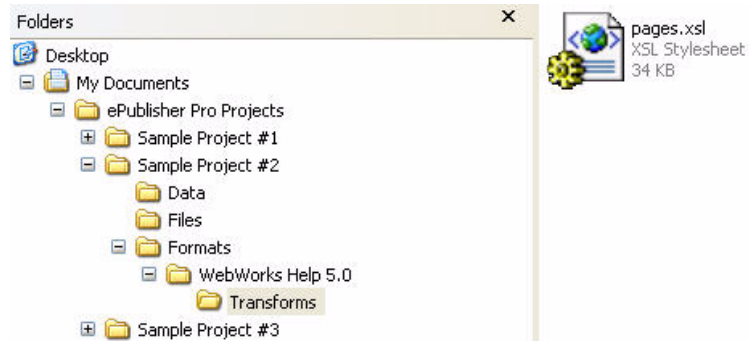 Folders
Desktop
My Documents
ePublisher Pro Projects
Sample Project #1
Sample Project #2
Data
Files
Formats
WebWorks Help 5.0
Transforms
Sample Project #3
pages.xsl
XSL Stylesheet
34 KB